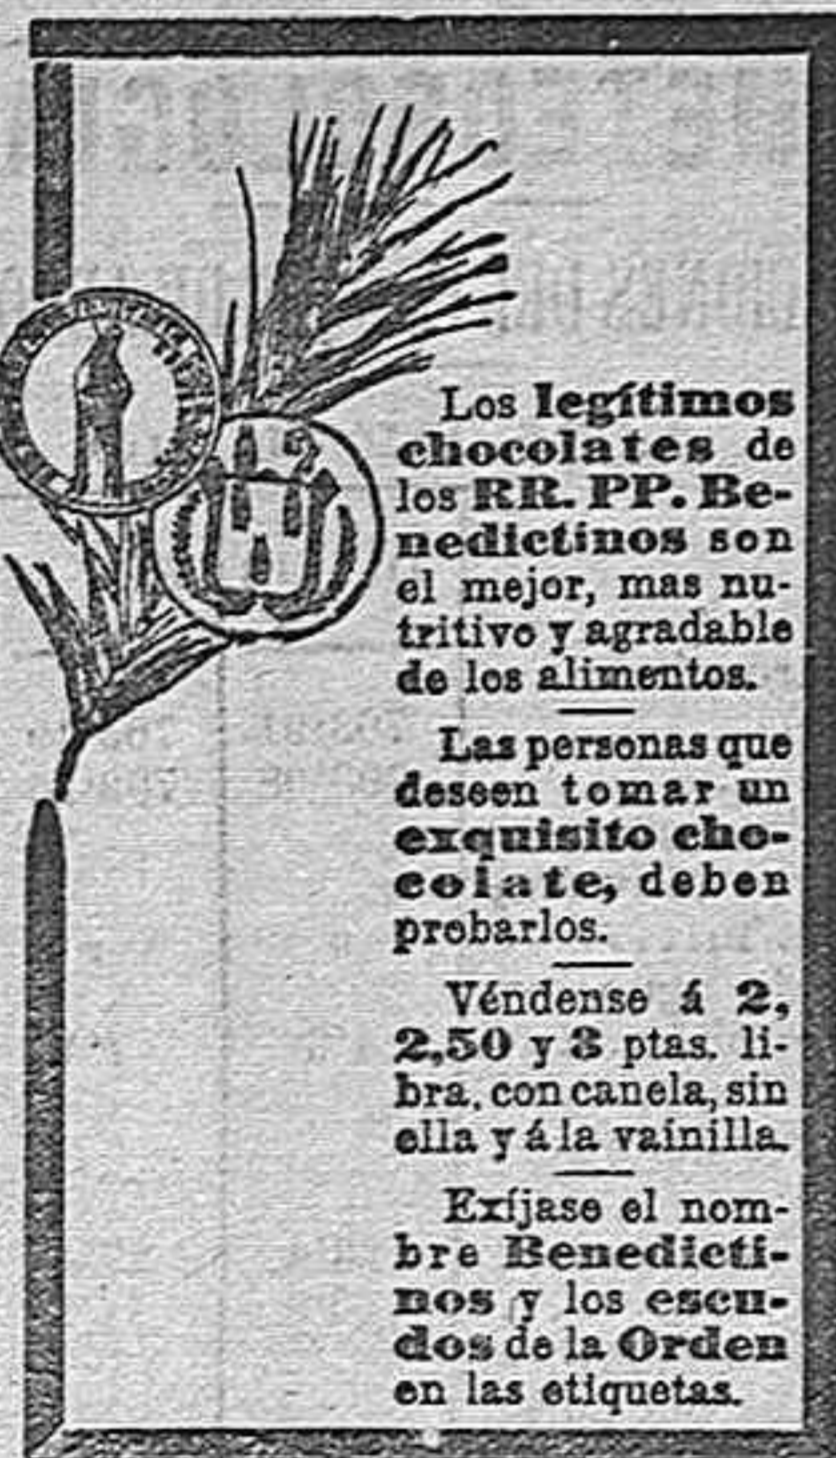 Los legítimos
chocolates de
los RR. PP. Be-
nedictinos son
el mejor, mas nu-
tritivo y agradable
de los alimentos.
Las personas que
deseen tomar un
exquisito cho-
colate, deben
probarlos.
Véndense á 2,
2,50 y 3 ptas. li-
bra, con canela, sin
ella y á la vainilla.
Exíjase el nom-
bre Benedicti-
nos y los escu-
dos de la Orden
en las etiquetas.